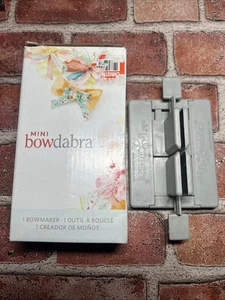 MINI
bowdabra
1 BOWMAKER · 1 OUTIL À BOUCLE
1 CREADOR DE MOÑOS